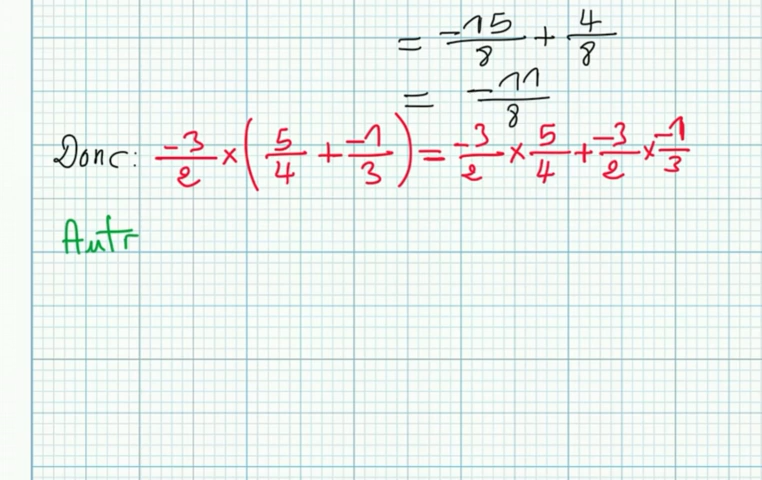 = -15/8 + 4/8
= -11/8
Donc: -3/2 × (5/4 + -1/3) = -3/2 × 5/4 + -3/2 × -1/3
Autr